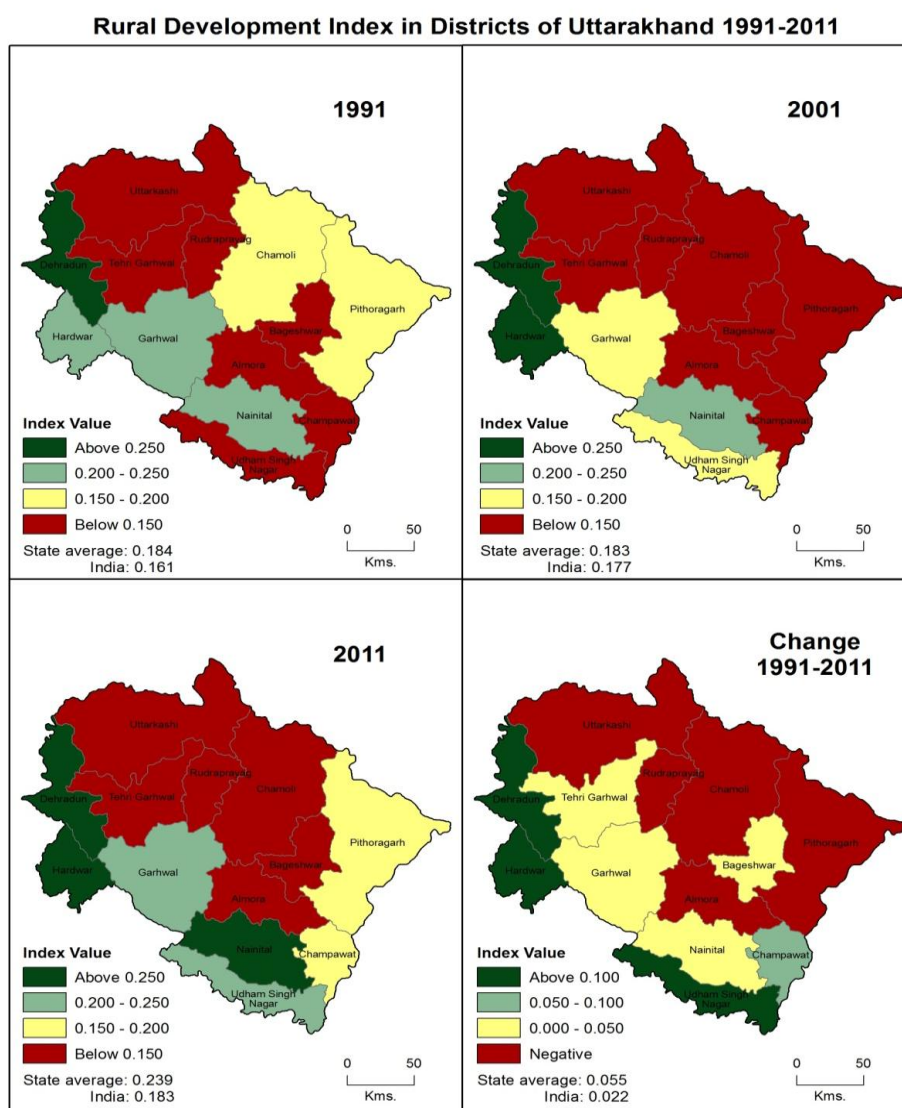 Rural Development Index in Districts of Uttarakhand 1991-2011
1991
Uttarkashi
Rudraprayag
Chamoli
Dehradun
Tehri Garhwal
Pithoragarh
Hardwar
Garhwal
Bageshwar
Almora
Nainital
Champawat
Udham Singh
Nagar
Index Value
Above 0.250
0.200 - 0.250
0.150 - 0.200
Below 0.150
State average: 0.184
India: 0.161
0 50
Kms.
2001
Uttarkashi
Rudraprayag
Chamoli
Dehradun
Tehri Garhwal
Pithoragarh
Hardwar
Garhwal
Bageshwar
Almora
Nainital
Champawat
Udham Singh
Nagar
Index Value
Above 0.250
0.200 - 0.250
0.150 - 0.200
Below 0.150
State average: 0.183
India: 0.177
0 50
Kms.
2011
Uttarkashi
Rudraprayag
Chamoli
Dehradun
Tehri Garhwal
Pithoragarh
Hardwar
Garhwal
Bageshwar
Almora
Nainital
Champawat
Udham Singh
Nagar
Index Value
Above 0.250
0.200 - 0.250
0.150 - 0.200
Below 0.150
State average: 0.239
India: 0.183
0 50
Kms.
Change
1991-2011
Uttarkashi
Rudraprayag
Chamoli
Dehradun
Tehri Garhwal
Pithoragarh
Hardwar
Garhwal
Bageshwar
Almora
Nainital
Champawat
Udham Singh
Nagar
Index Value
Above 0.100
0.050 - 0.100
0.000 - 0.050
Negative
State average: 0.055
India: 0.022
0 50
Kms.